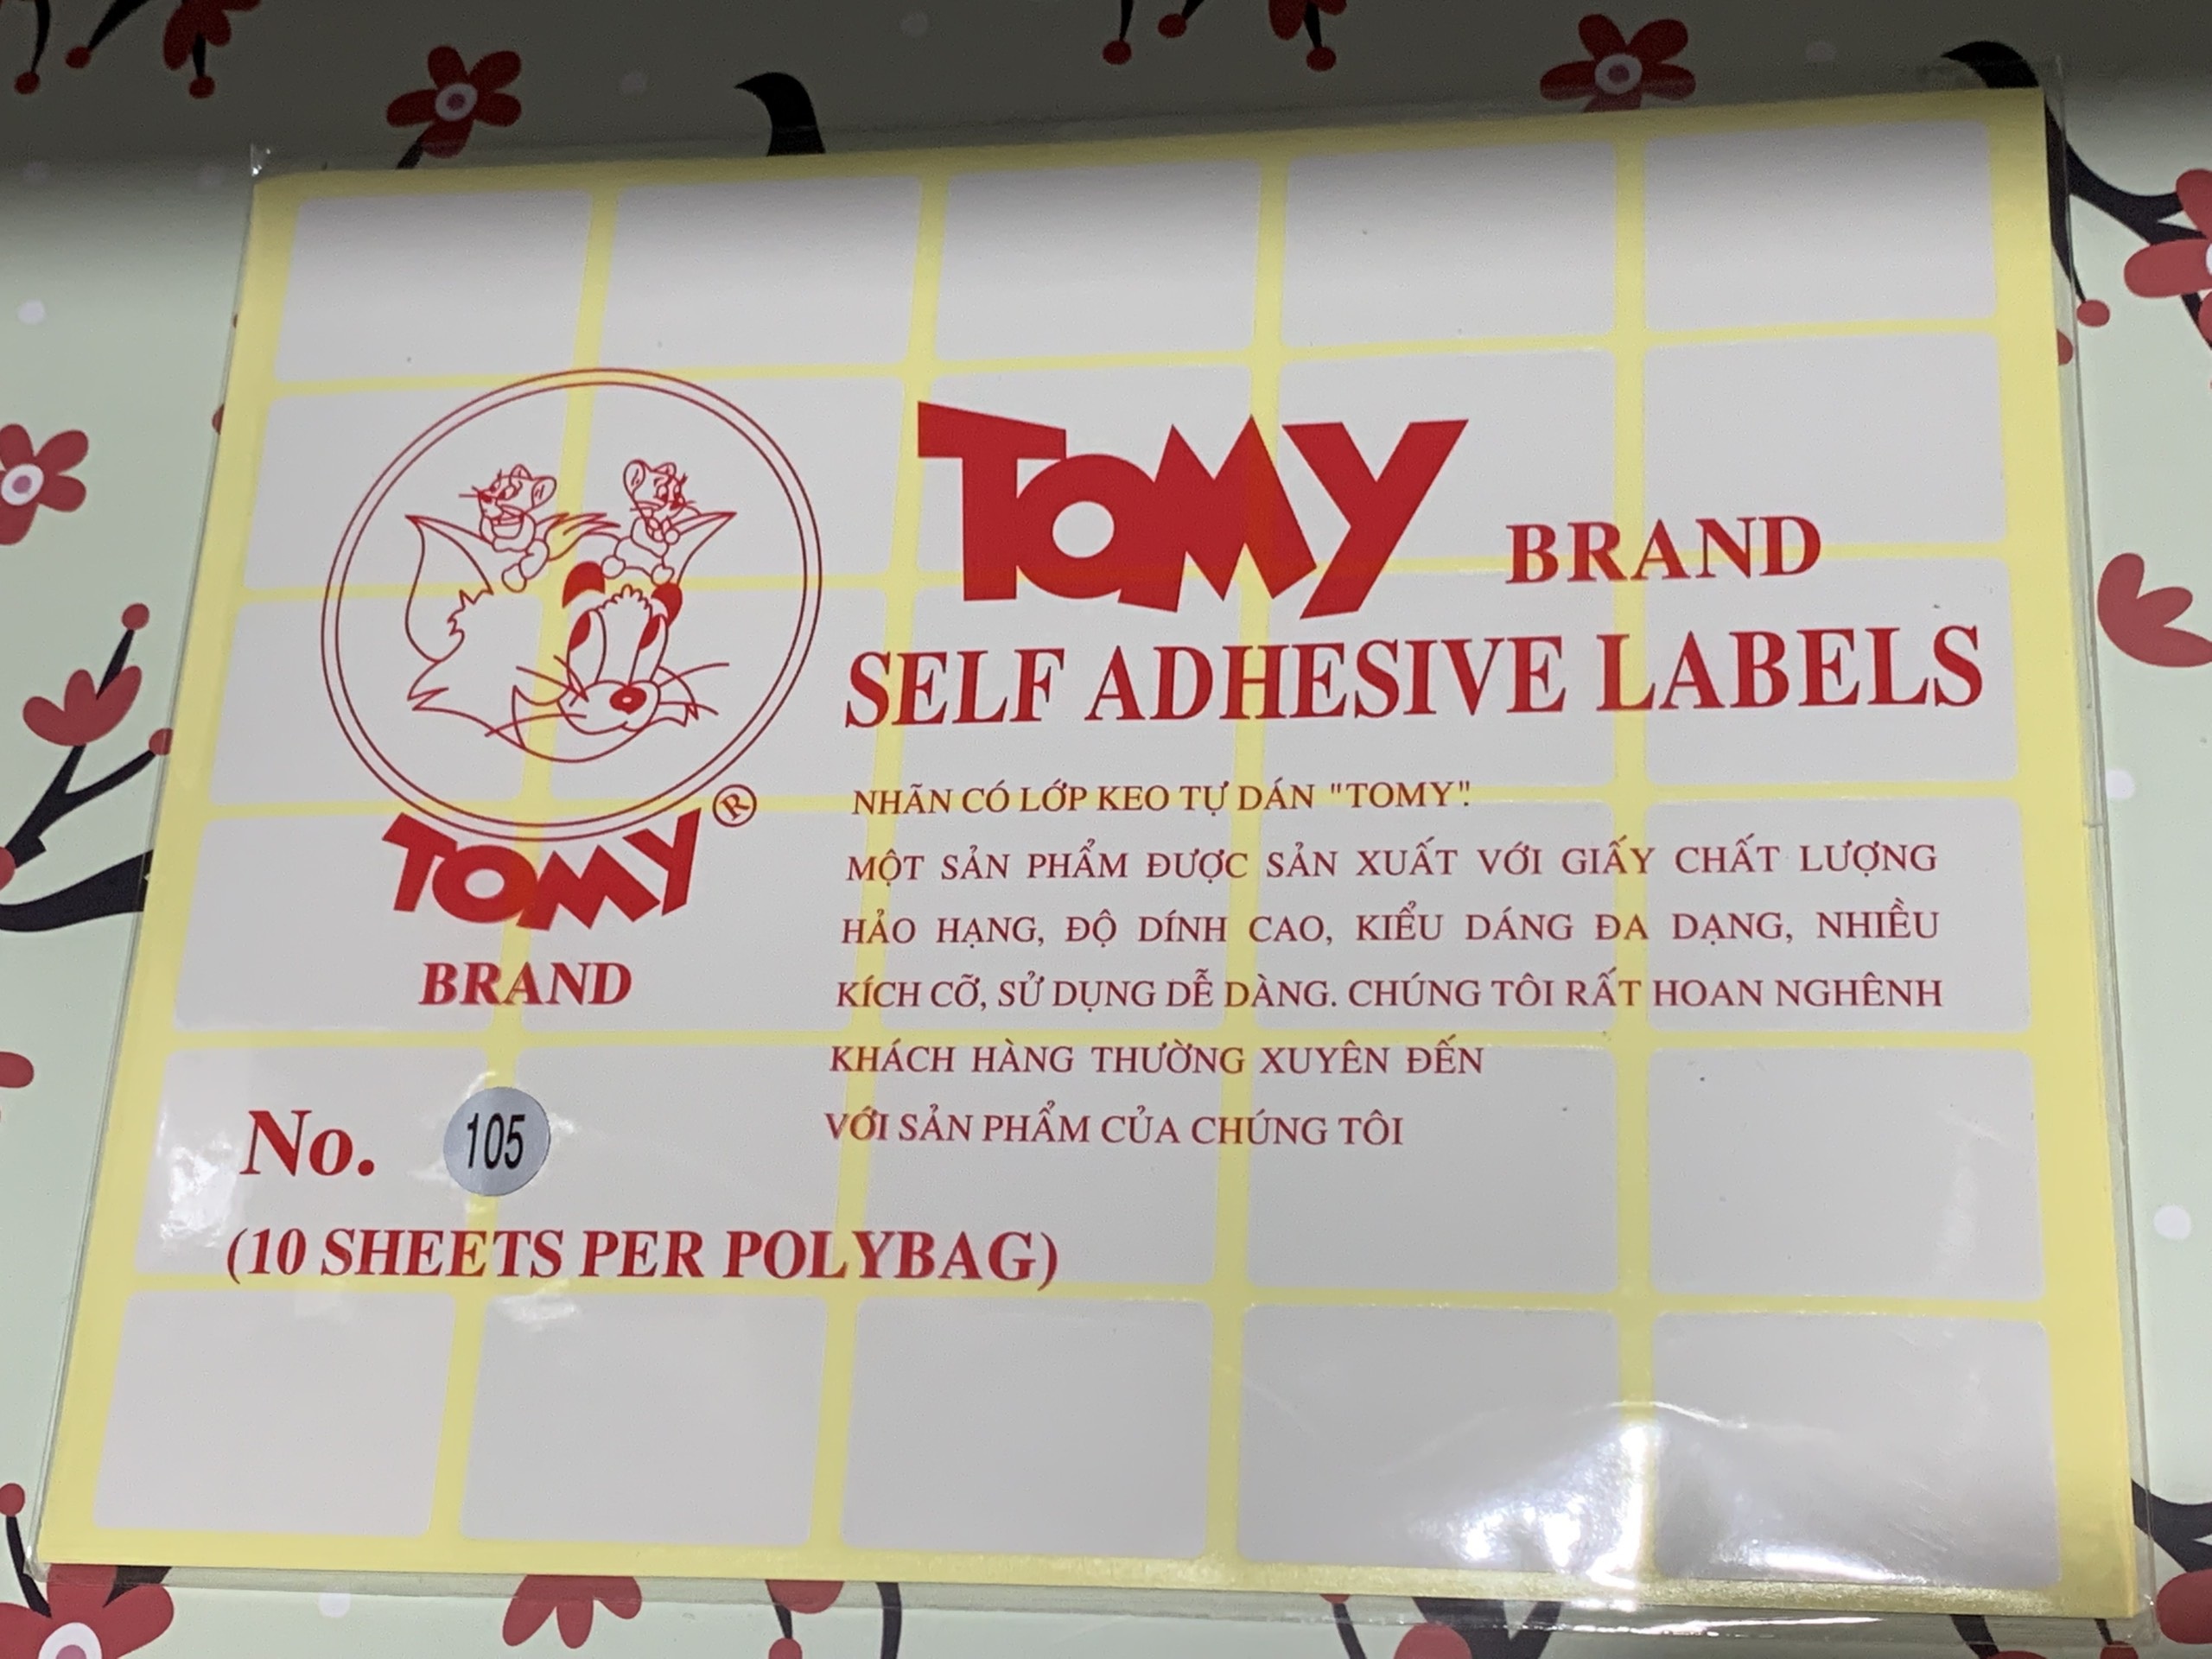 TOMY BRAND
SELF ADHESIVE LABELS
TOMY ®
BRAND
NHÃN CÓ LỚP KEO TỰ DÁN "TOMY".
MỘT SẢN PHẨM ĐƯỢC SẢN XUẤT VỚI GIẤY CHẤT LƯỢNG
HẢO HẠNG, ĐỘ DÍNH CAO, KIỂU DÁNG ĐA DẠNG, NHIỀU
KÍCH CỠ, SỬ DỤNG DỄ DÀNG. CHÚNG TÔI RẤT HOAN NGHÊNH
KHÁCH HÀNG THƯỜNG XUYÊN ĐẾN
VỚI SẢN PHẨM CỦA CHÚNG TÔI
No. 105
(10 SHEETS PER POLYBAG)